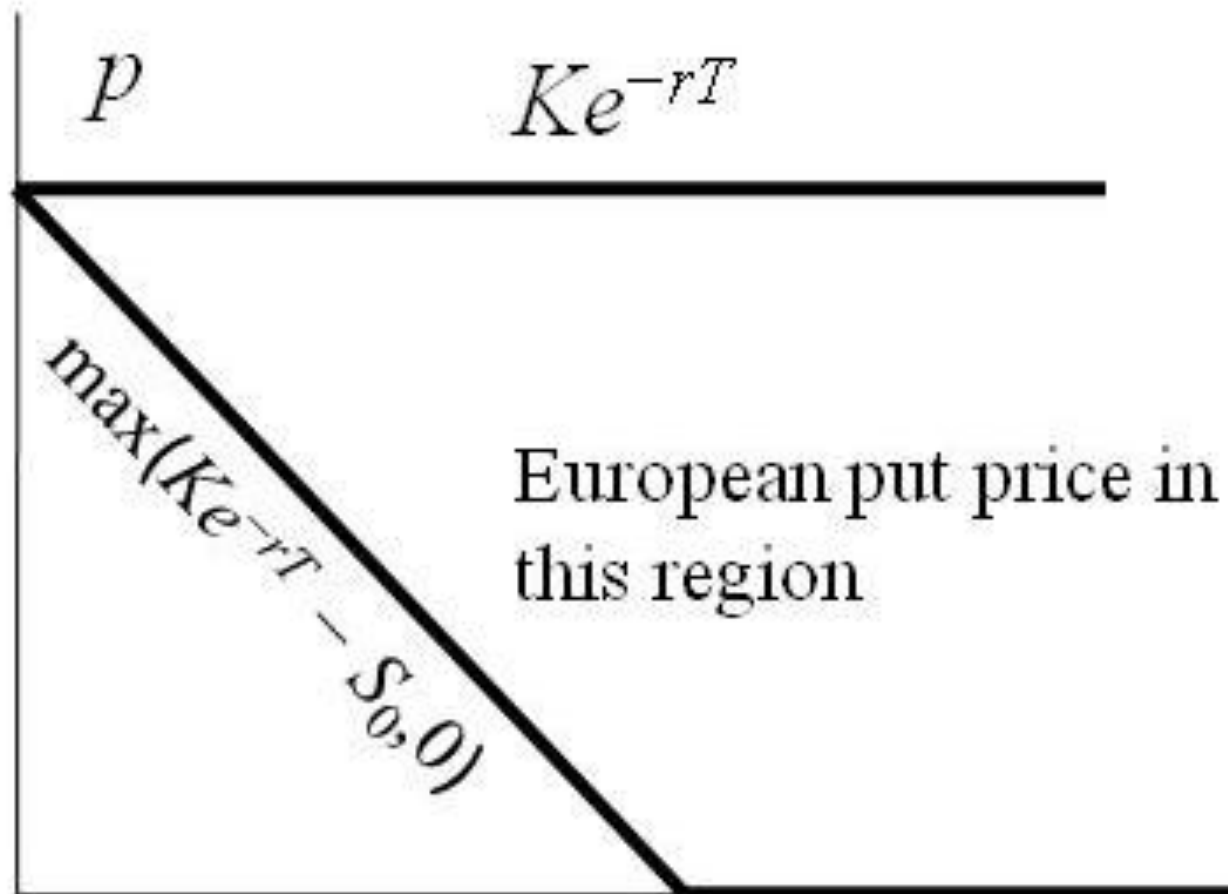 p
Ke^{-rT}
max(Ke^{-rT} - S_0, 0)
European put price in
this region